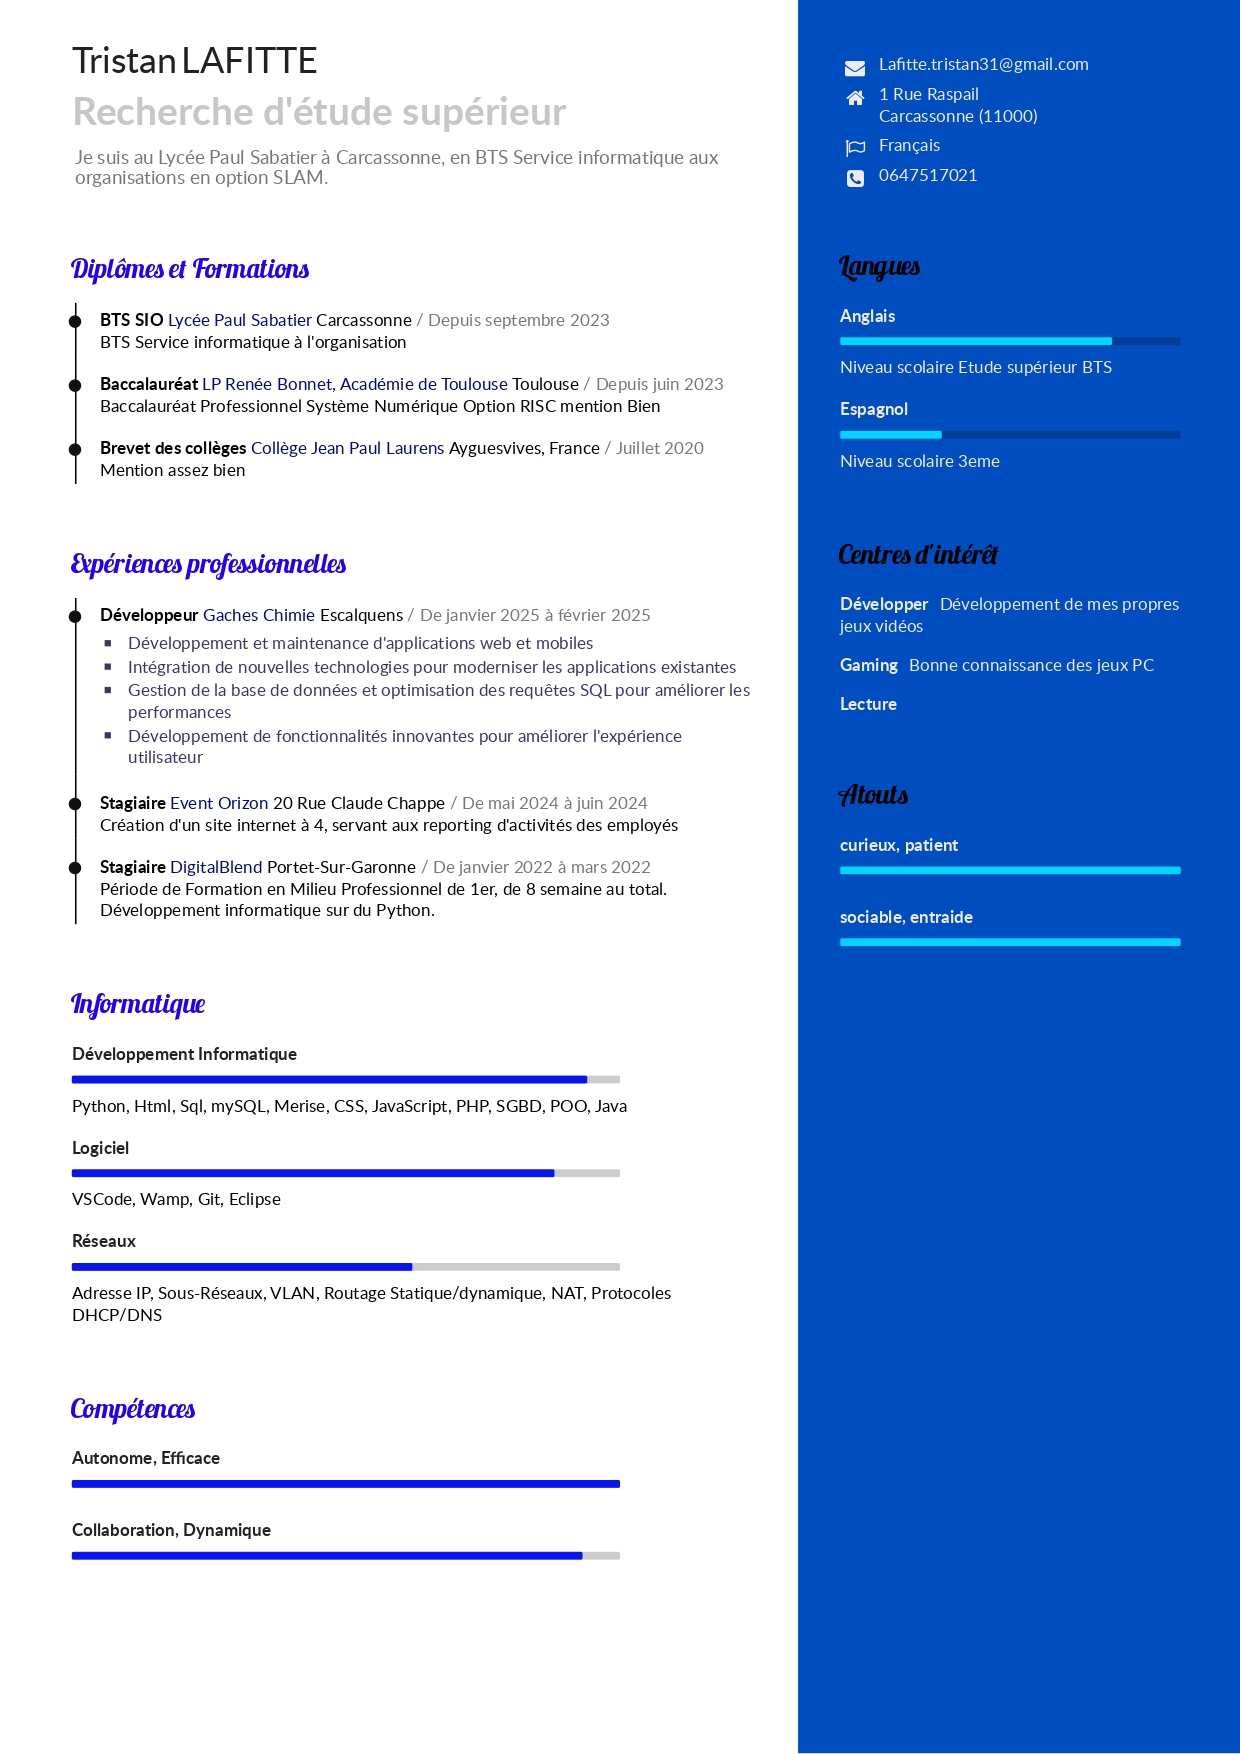 Tristan LAFITTE
Recherche d'étude supérieur
Je suis au Lycée Paul Sabatier à Carcassonne, en BTS Service informatique aux
organisations en option SLAM.
Diplômes et Formations
BTS SIO Lycée Paul Sabatier Carcassonne / Depuis septembre 2023
BTS Service informatique à l'organisation
Baccalauréat LP Renée Bonnet, Académie de Toulouse Toulouse / Depuis juin 2023
Baccalauréat Professionnel Système Numérique Option RISC mention Bien
Brevet des collèges Collège Jean Paul Laurens Ayguesvives, France / Juillet 2020
Mention assez bien
Expériences professionnelles
Développeur Gaches Chimie Escalquens / De janvier 2025 à février 2025
Développement et maintenance d'applications web et mobiles
Intégration de nouvelles technologies pour moderniser les applications existantes
Gestion de la base de données et optimisation des requêtes SQL pour améliorer les
performances
Développement de fonctionnalités innovantes pour améliorer l'expérience
utilisateur
Stagiaire Event Orizon 20 Rue Claude Chappe / De mai 2024 à juin 2024
Création d'un site internet à 4, servant aux reporting d'activités des employés
Stagiaire DigitalBlend Portet-Sur-Garonne / De janvier 2022 à mars 2022
Période de Formation en Milieu Professionnel de 1er, de 8 semaine au total.
Développement informatique sur du Python.
Informatique
Développement Informatique
Python, Html, Sql, mySQL, Merise, CSS, JavaScript, PHP, SGBD, POO, Java
Logiciel
VSCode, Wamp, Git, Eclipse
Réseaux
Adresse IP, Sous-Réseaux, VLAN, Routage Statique/dynamique, NAT, Protocoles
DHCP/DNS
Compétences
Autonome, Efficace
Collaboration, Dynamique
Lafitte.tristan31@gmail.com
1 Rue Raspail
Carcassonne (11000)
Français
0647517021
Langues
Anglais
Niveau scolaire Etude supérieur BTS
Espagnol
Niveau scolaire 3eme
Centres d'intérêt
Développer Développement de mes propres
jeux vidéos
Gaming Bonne connaissance des jeux PC
Lecture
Atouts
curieux, patient
sociable, entraide